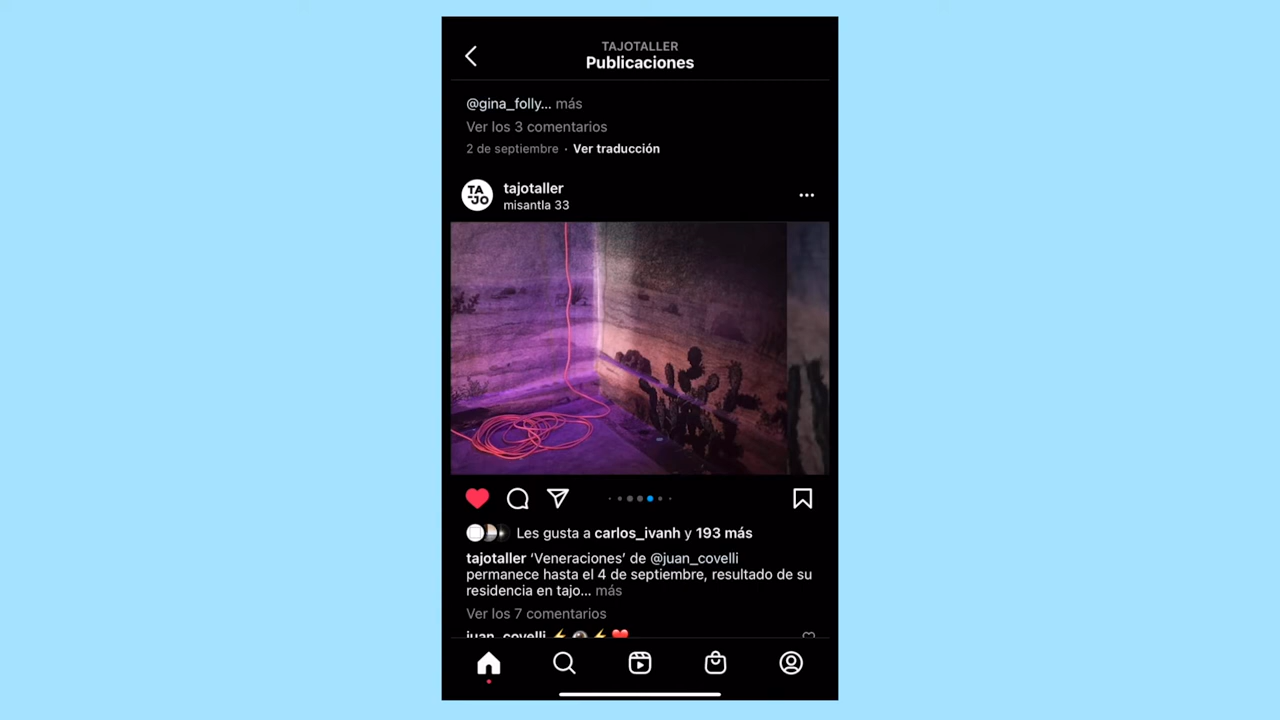 TAJOTALLER
Publicaciones
@gina_folly... más
Ver los 3 comentarios
2 de septiembre · Ver traducción
TA
-JO
tajotaller
misantla 33
Les gusta a carlos_ivanh y 193 más
tajotaller ‘Veneraciones’ de @juan_covelli
permanece hasta el 4 de septiembre, resultado de su
residencia en tajo... más
Ver los 7 comentarios
juan_covelli ⚡👁️⚡❤️